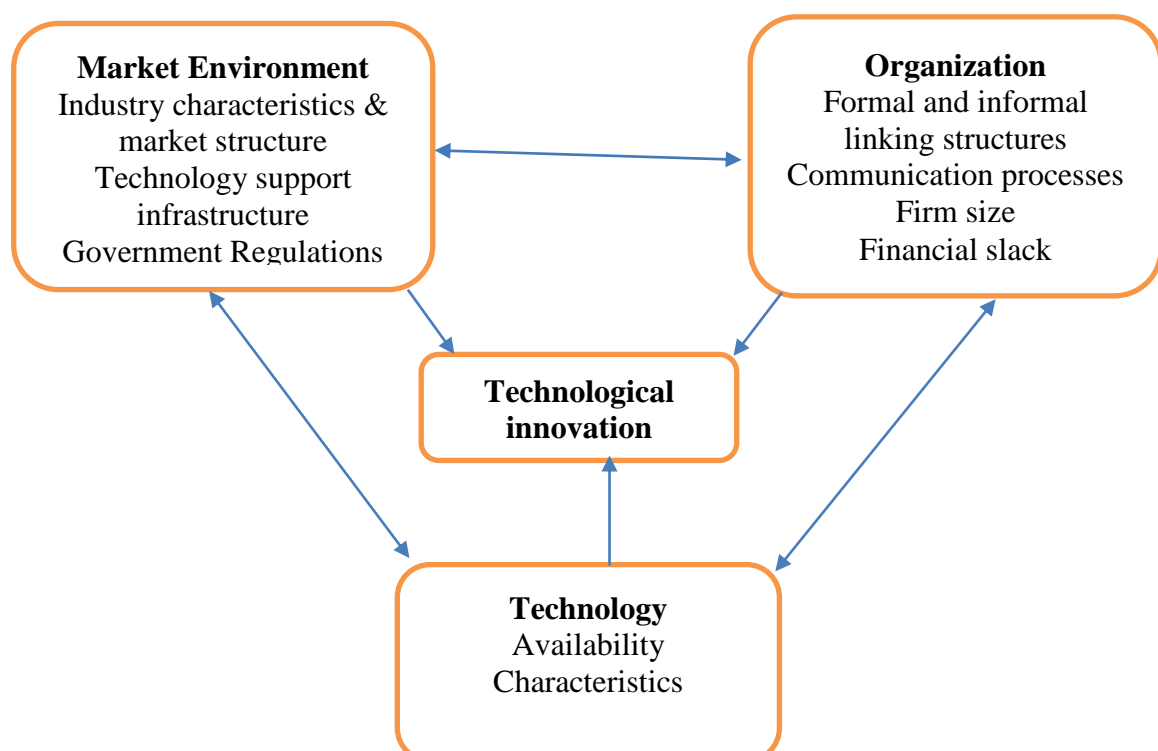 Market Environment
Industry characteristics &
market structure
Technology support
infrastructure
Government Regulations
Organization
Formal and informal
linking structures
Communication processes
Firm size
Financial slack
Technological
innovation
Technology
Availability
Characteristics